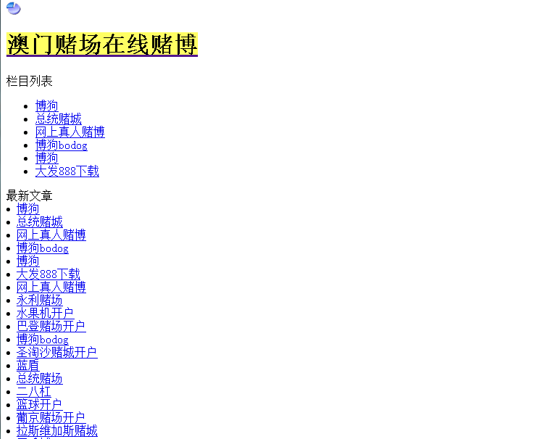 澳门赌场在线赌博
栏目列表
博狗
总统赌城
网上真人赌博
博狗bodog
博狗
大发888下载
最新文章
博狗
总统赌城
网上真人赌博
博狗bodog
博狗
大发888下载
网上真人赌博
永利赌场
水果机开户
巴登赌场开户
博狗bodog
圣淘沙赌城开户
蓝盾
总统赌场
二八杠
篮球开户
葡京赌场开户
拉斯维加斯赌城